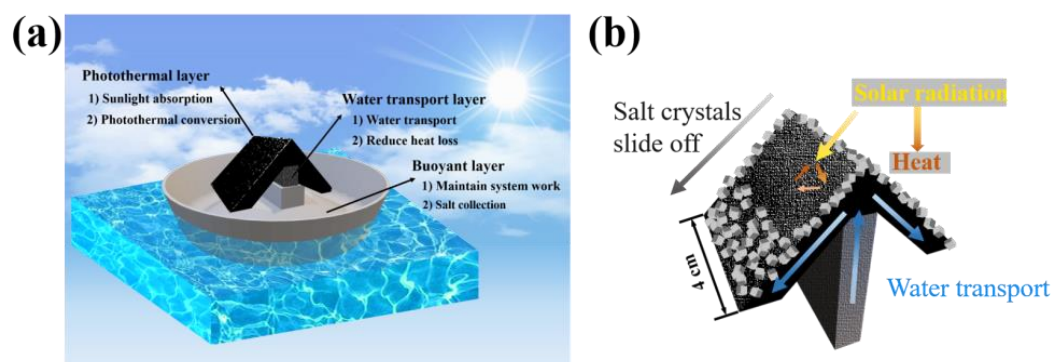 (a)
Photothermal layer
1) Sunlight absorption
2) Photothermal conversion
Water transport layer
1) Water transport
2) Reduce heat loss
Buoyant layer
1) Maintain system work
2) Salt collection
(b)
Solar radiation
Salt crystals
slide off
Heat
4 cm
Water transport